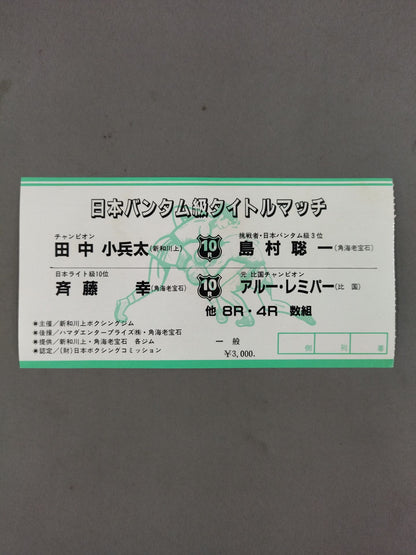 日本バンタム級タイトルマッチ
チャンピオン 挑戦者・日本バンタム級3位
田中小兵太(新和川上) 10R 島村聡一(角海老宝石)
日本ライト級10位 元 比国チャンピオン
斉藤 幸(角海老宝石) 10R アルー・レミパー(比 国)
他 8R・4R 数組
＊主催／新和川上ボクシングジム
＊後援／ハマダエンタープライズ㈱・角海老宝石
＊提供／新和川上・角海老宝石 各ジム
＊認定／(財)日本ボクシングコミッション
一 般
¥3,000.
側 列 番